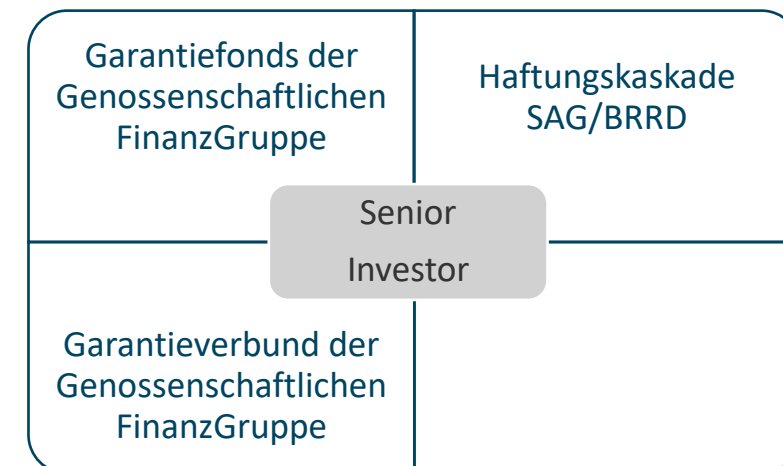 Garantiefonds der
Genossenschaftlichen
FinanzGruppe
Haftungskaskade
SAG/BRRD
Senior
Investor
Garantieverbund der
Genossenschaftlichen
FinanzGruppe